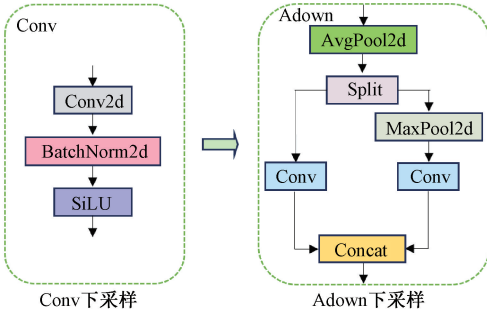 Conv
Conv2d
BatchNorm2d
SiLU
Conv下采样
Adown
AvgPool2d
Split
MaxPool2d
Conv
Conv
Concat
Adown下采样